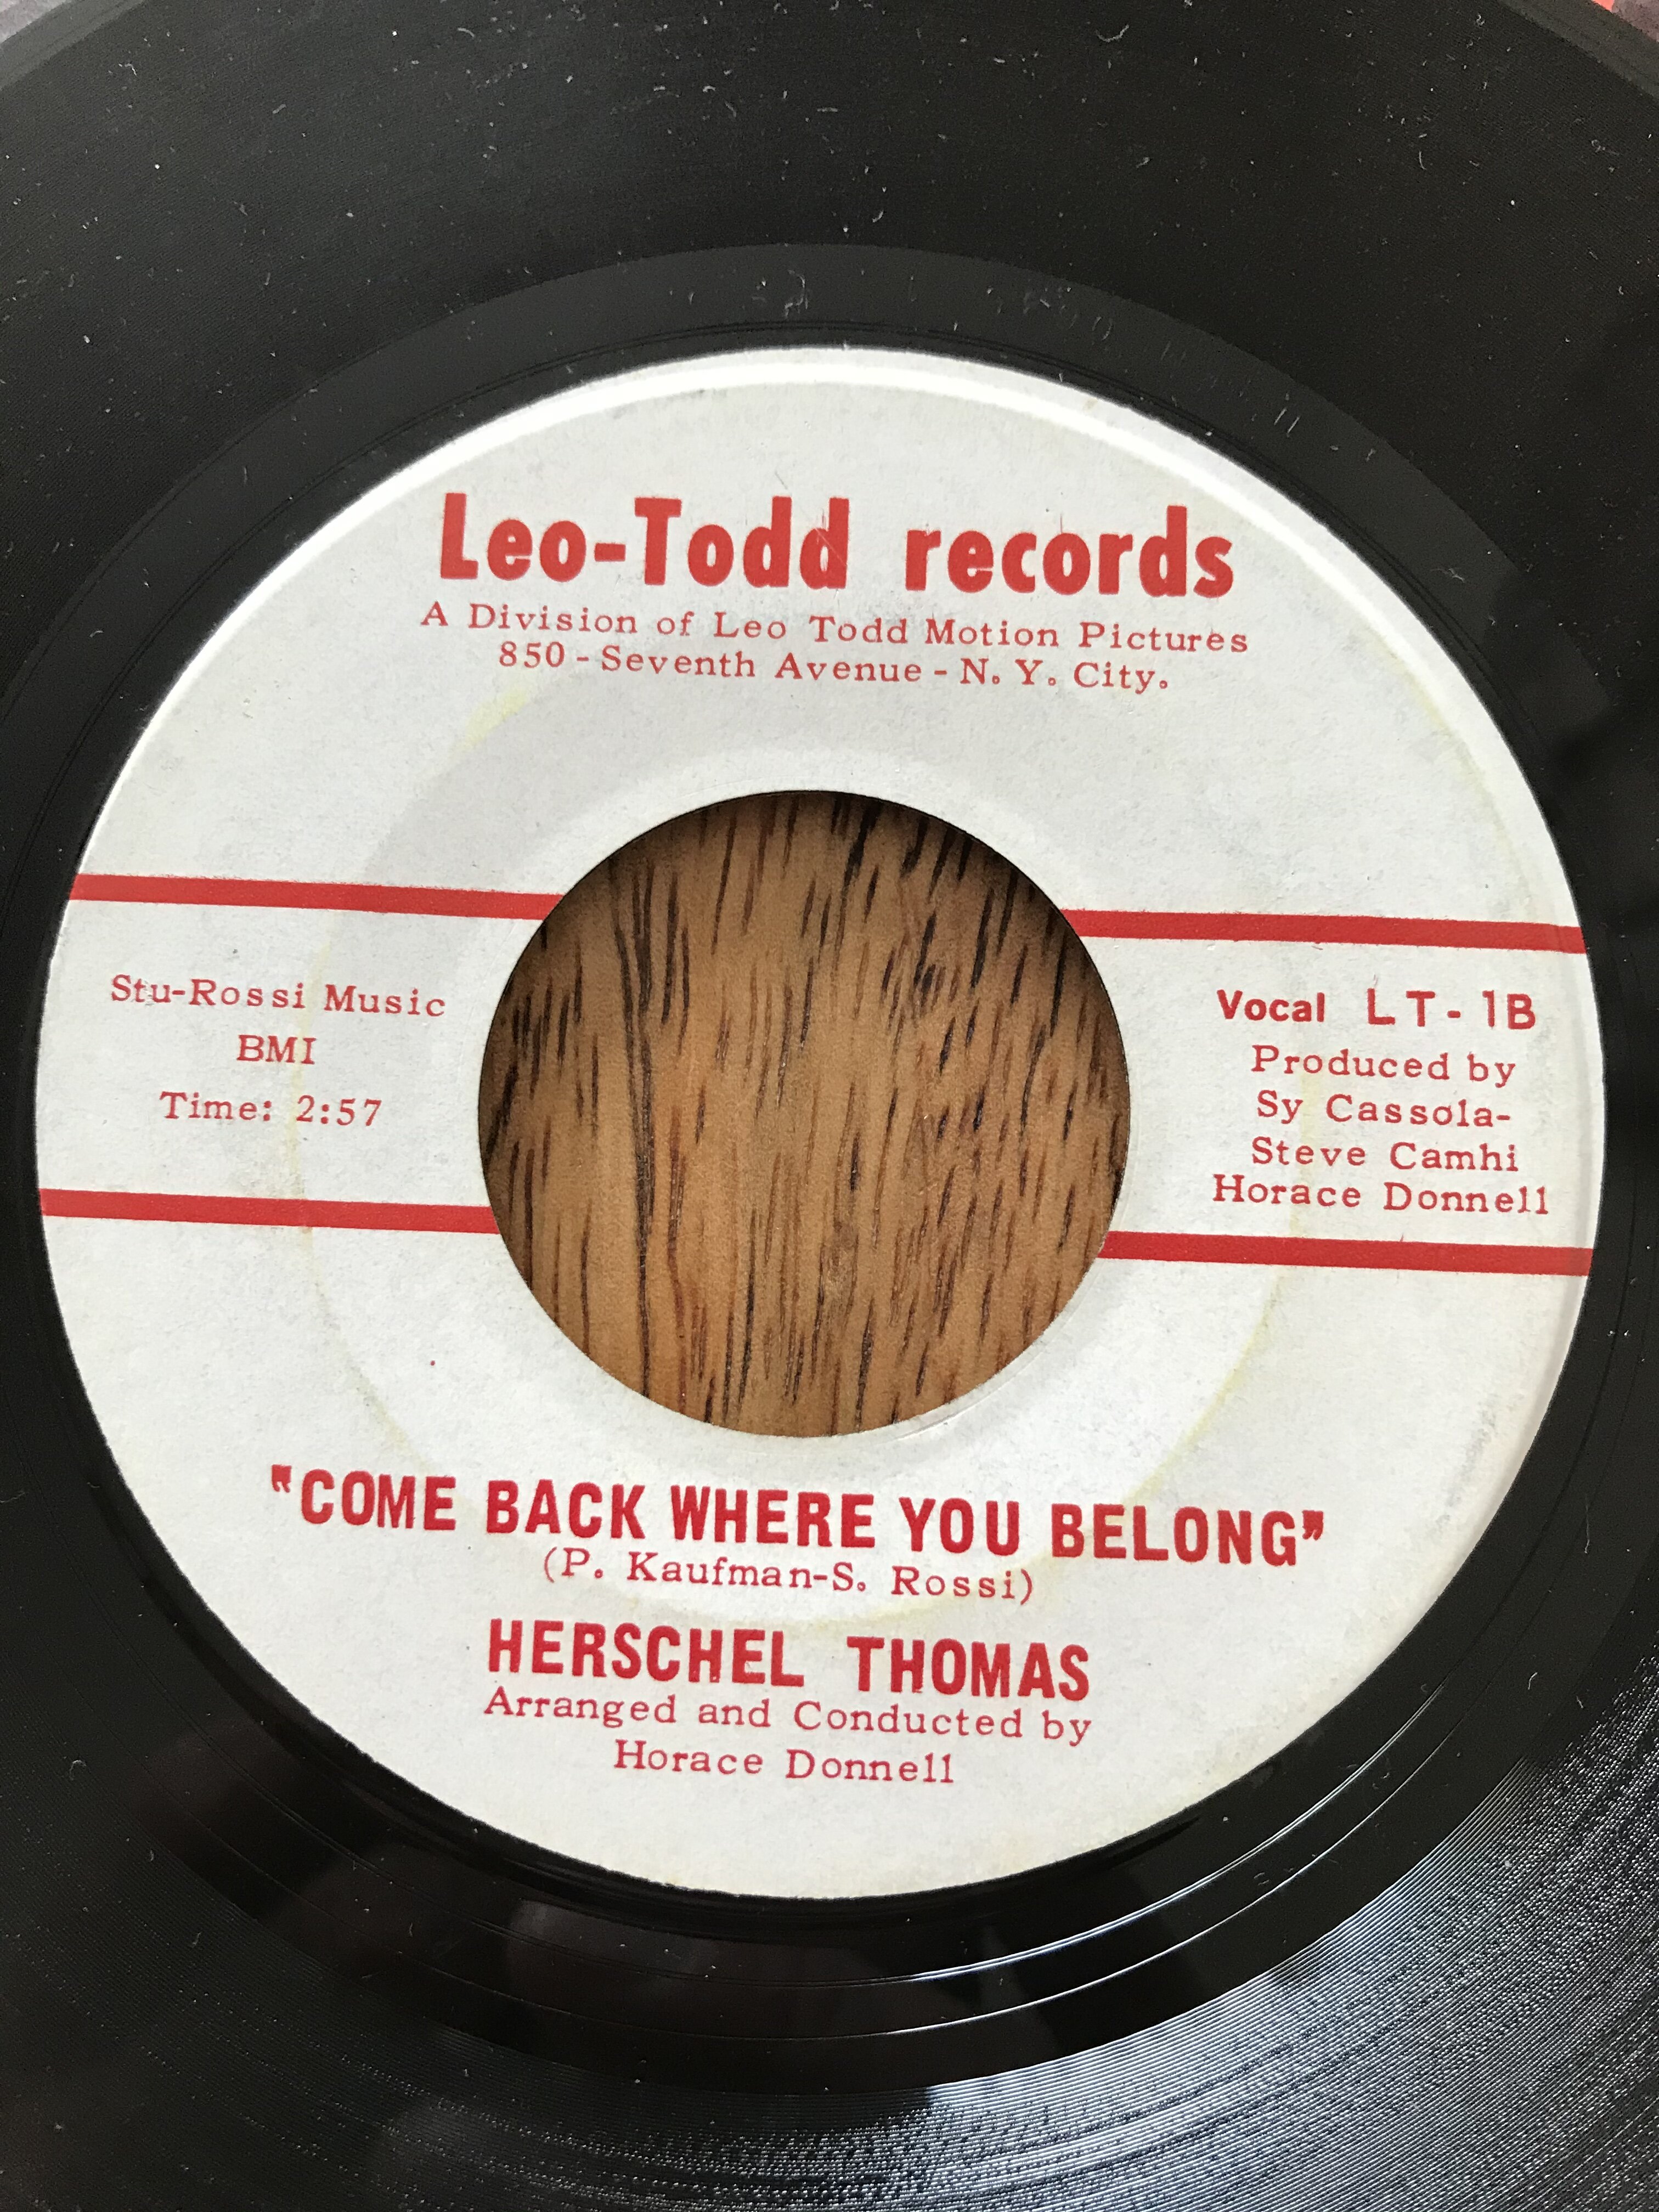 Leo-Todd records
A Division of Leo Todd Motion Pictures
850 - Seventh Avenue - N. Y. City.
Stu-Rossi Music
BMI
Time: 2:57
Vocal LT-1B
Produced by
Sy Cassola-
Steve Camhi
Horace Donnell
"COME BACK WHERE YOU BELONG"
(P. Kaufman-S. Rossi)
HERSCHEL THOMAS
Arranged and Conducted by
Horace Donnell